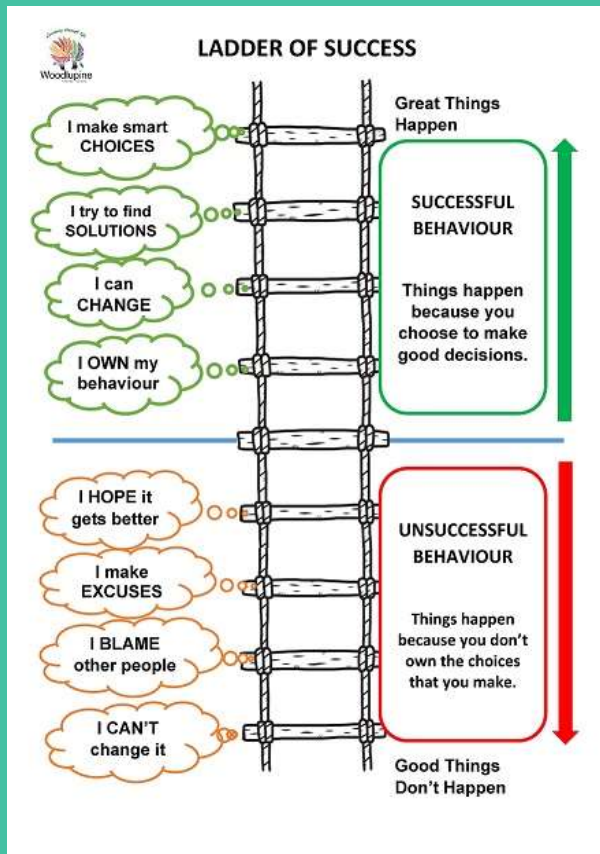 Woodlupine
LADDER OF SUCCESS
Great Things
Happen
I make smart
CHOICES
I try to find
SOLUTIONS
I can
CHANGE
I OWN my
behaviour
SUCCESSFUL
BEHAVIOUR
Things happen
because you
choose to make
good decisions.
I HOPE it
gets better
I make
EXCUSES
I BLAME
other people
I CAN'T
change it
UNSUCCESSFUL
BEHAVIOUR
Things happen
because you don't
own the choices
that you make.
Good Things
Don't Happen